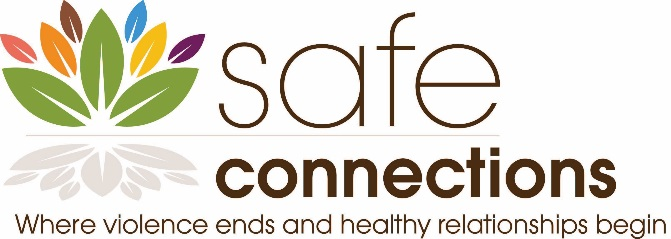 safe
connections
Where violence ends and healthy relationships begin